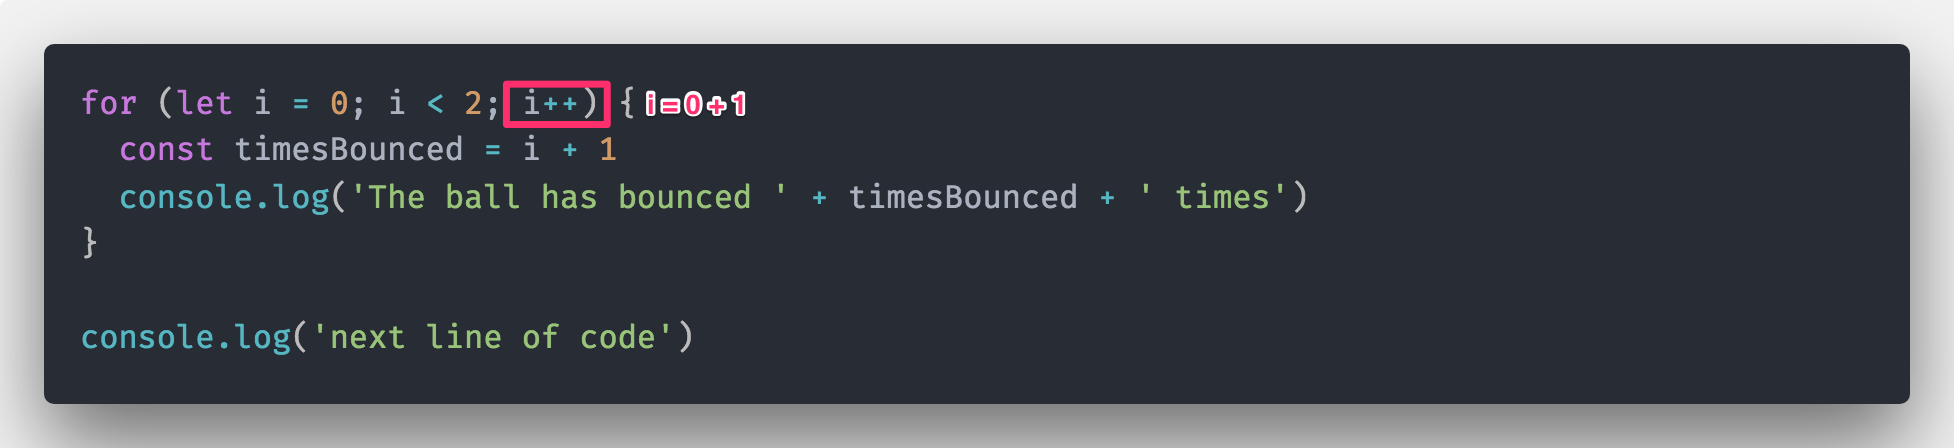 for (let i = 0; i < 2; i++) { i=0+1
  const timesBounced = i + 1
  console.log('The ball has bounced ' + timesBounced + ' times')
}
console.log('next line of code')